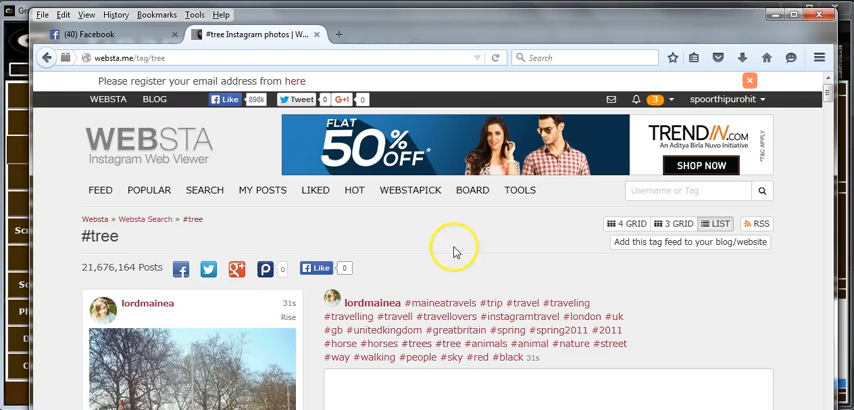 Gra
File Edit View History Bookmarks Tools Help
(40) Facebook × #tree Instagram photos | W... × +
websta.me/tag/tree Search
Please register your email address from here
WEBSTA BLOG Like 898k Tweet 0 G+1 0 3 spoorthipurohit
WEBSTA
Instagram Web Viewer
FLAT
50% OFF*
TRENDIN.COM
An Aditya Birla Nuvo Initiative
SHOP NOW
*T&C APPLY
FEED POPULAR SEARCH MY POSTS LIKED HOT WEBSTAPICK BOARD TOOLS Username or Tag
Websta » Websta Search » #tree 4 GRID 3 GRID LIST RSS
#tree Add this tag feed to your blog/website
21,676,164 Posts 0 Like 0
lordmainea 31s
Rise
lordmainea #maineatravels #trip #travel #traveling
#travelling #travell #travellovers #instagramtravel #london #uk
#gb #unitedkingdom #greatbritain #spring #spring2011 #2011
#horse #horses #trees #tree #animals #animal #nature #street
#way #walking #people #sky #red #black 31s
Scr
S
Ph
D
C